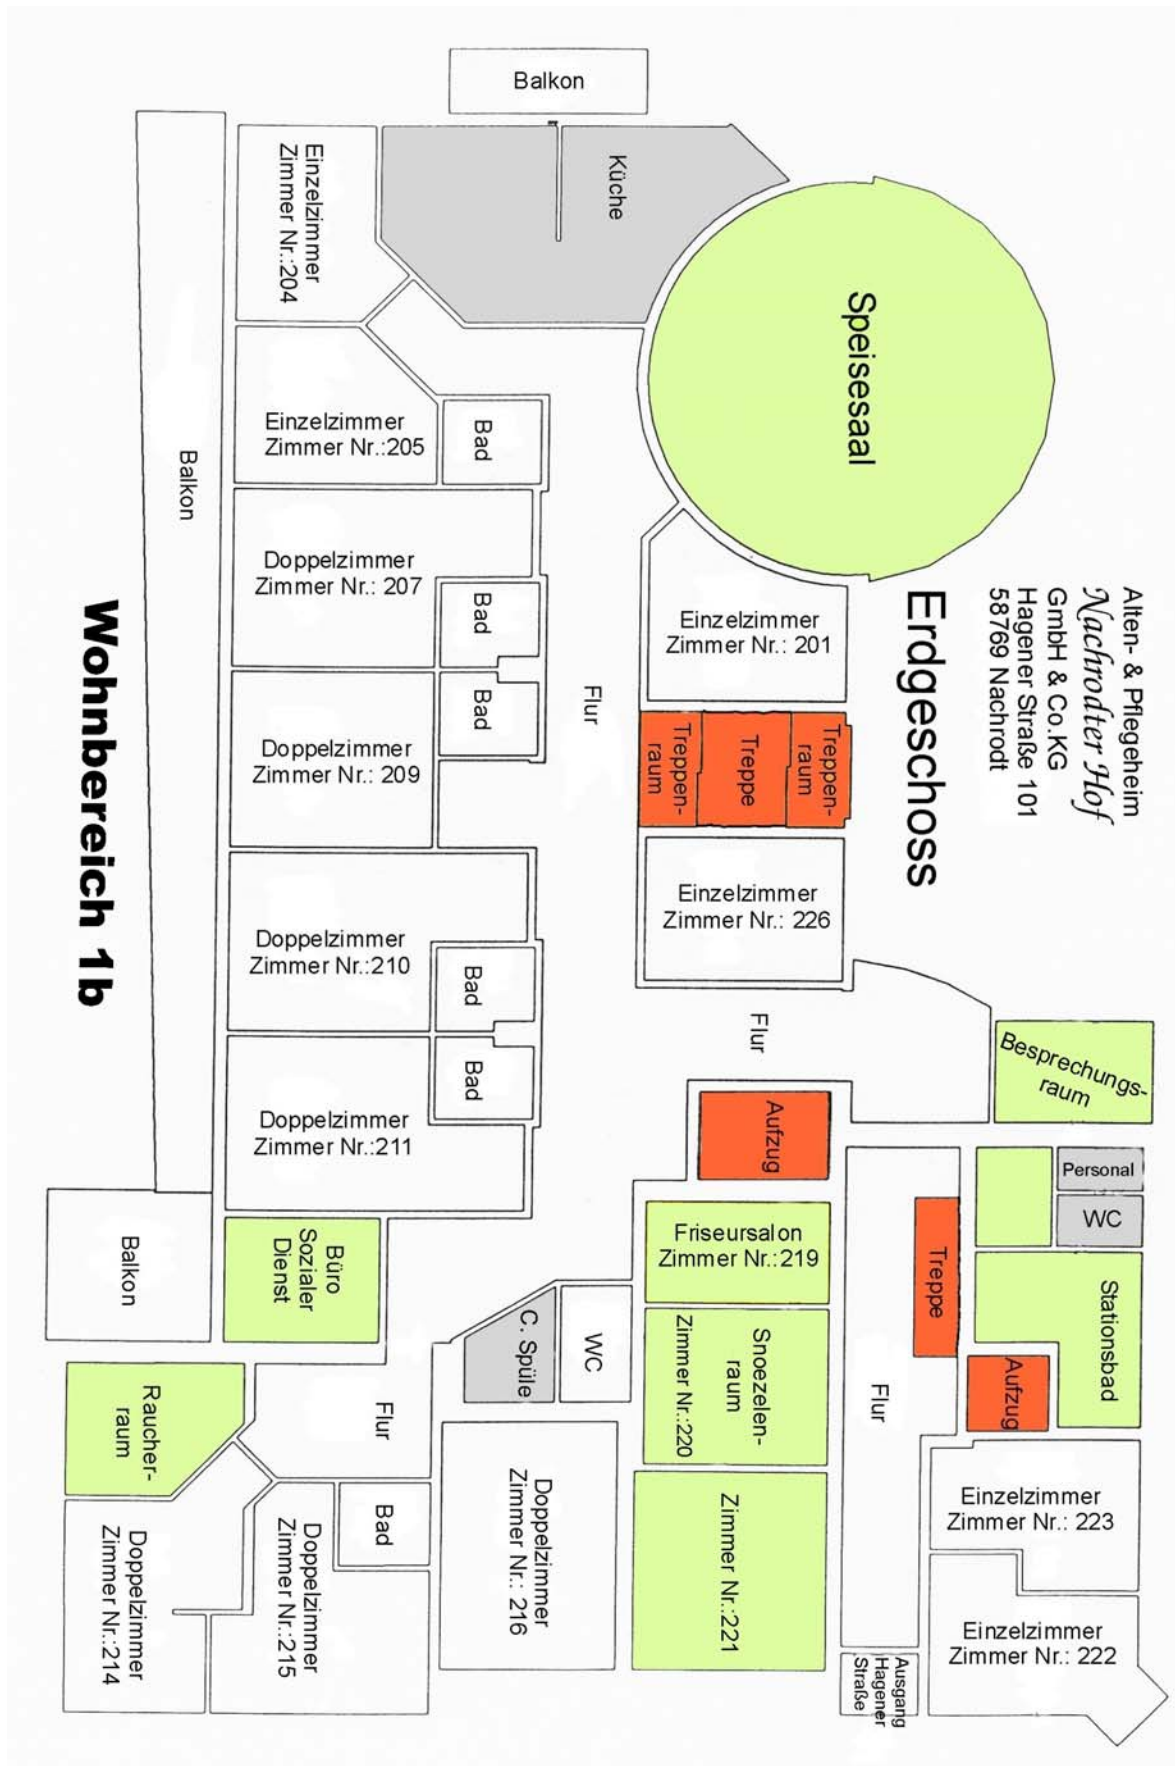 Balkon
Küche
Einzelzimmer
Zimmer Nr.:204
Speisesaal
Einzelzimmer
Zimmer Nr.:205
Bad
Balkon
Doppelzimmer
Zimmer Nr.: 207
Bad
Einzelzimmer
Zimmer Nr.: 201
Erdgeschoss
Alten- & Pflegeheim
Nachrodter Hof
GmbH & Co.KG
Hagener Straße 101
58769 Nachrodt
Wohnbereich 1b
Bad
Flur
Doppelzimmer
Zimmer Nr.: 209
Treppen-
raum
Treppe
Treppen-
raum
Einzelzimmer
Zimmer Nr.: 226
Doppelzimmer
Zimmer Nr.:210
Bad
Flur
Besprechungs-
raum
Bad
Doppelzimmer
Zimmer Nr.:211
Aufzug
Personal
WC
Balkon
Büro
Sozialer
Dienst
Friseursalon
Zimmer Nr.:219
Treppe
Stationsbad
C. Spüle
WC
Snoezelen-
raum
Zimmer Nr.:220
Flur
Aufzug
Raucher-
raum
Flur
Einzelzimmer
Zimmer Nr.: 223
Bad
Doppelzimmer
Zimmer Nr.:214
Doppelzimmer
Zimmer Nr.:215
Doppelzimmer
Zimmer Nr.: 216
Zimmer Nr.:221
Einzelzimmer
Zimmer Nr.: 222
Ausgang
Hagener
Straße